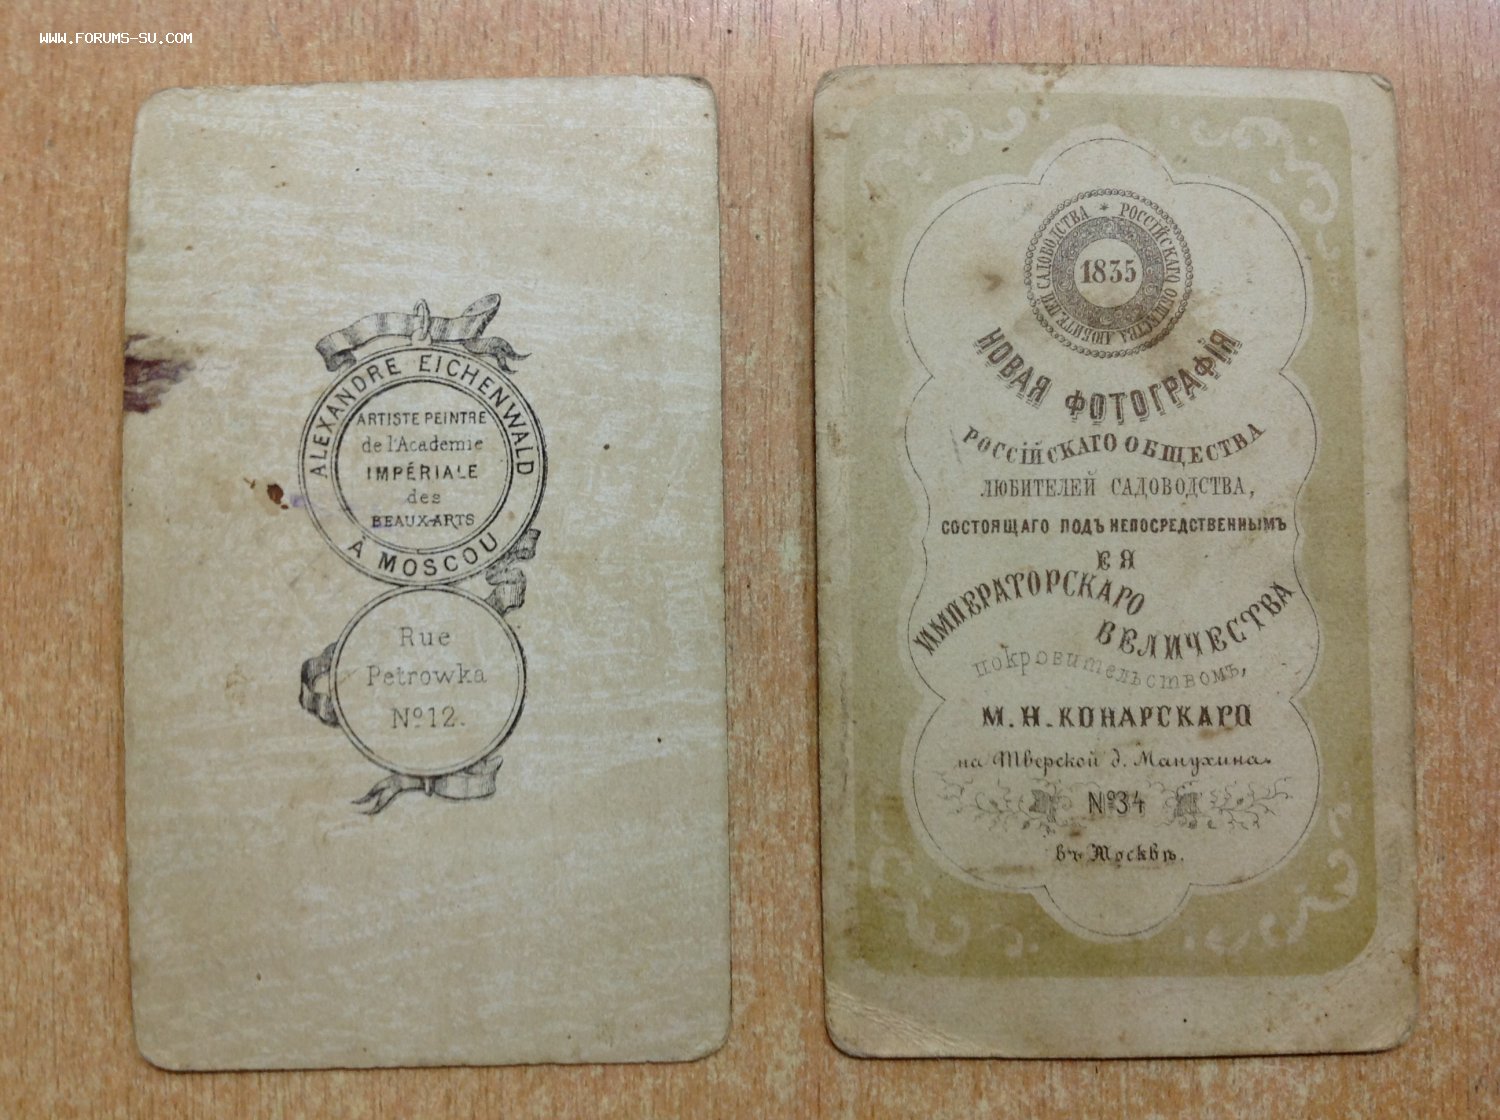 WWW.FORUMS-SU.COM
ALEXANDRE EICHENWALD
ARTISTE PEINTRE
de l'Academie
IMPÉRIALE
des
BEAUX-ARTS
À MOSCOU
Rue
Petrowka
Nº 12.
РОССІЙСКАГО ОБЩЕСТВА ЛЮБИТЕЛЕЙ САДОВОДСТВА *
1835
НОВАЯ ФОТОГРАФІЯ
РОССІЙСКАГО ОБЩЕСТВА
ЛЮБИТЕЛЕЙ САДОВОДСТВА,
СОСТОЯЩАГО ПОДЪ НЕПОСРЕДСТВЕННЫМЪ
ЕЯ
ИМПЕРАТОРСКАГО
ВЕЛИЧЕСТВА
покровительствомъ,
М. Н. КОНАРСКАГО
на Тверской д. Манухина.
№34
въ Москвѣ.